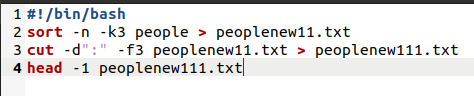 1 #!/bin/bash
2 sort -n -k3 people > peoplenew11.txt
3 cut -d":" -f3 peoplenew11.txt > peoplenew111.txt
4 head -1 peoplenew111.txt